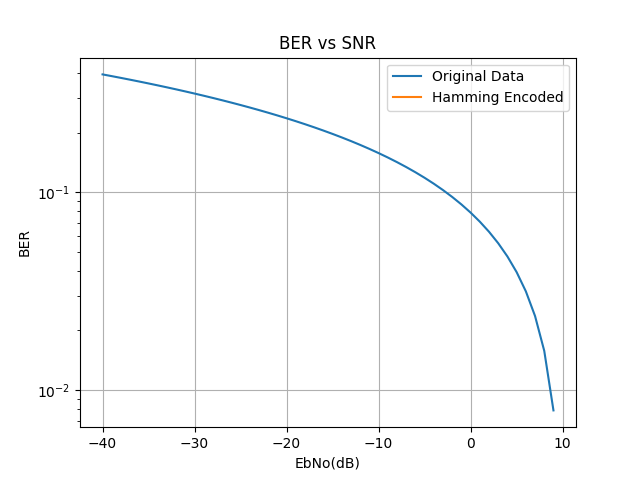 BER vs SNR
Original Data
Hamming Encoded
10⁻¹
10⁻²
BER
−40 −30 −20 −10 0 10
EbNo(dB)